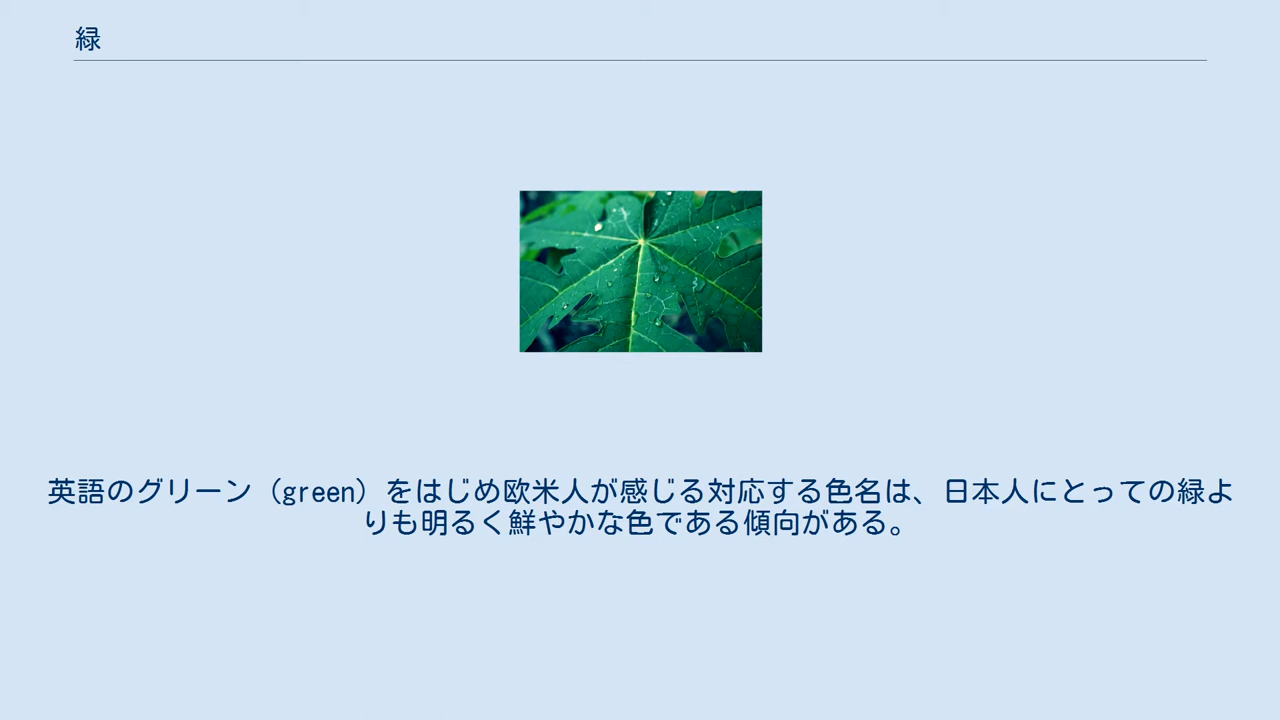 緑
英語のグリーン（green）をはじめ欧米人が感じる対応する色名は、日本人にとっての緑よ
りも明るく鮮やかな色である傾向がある。